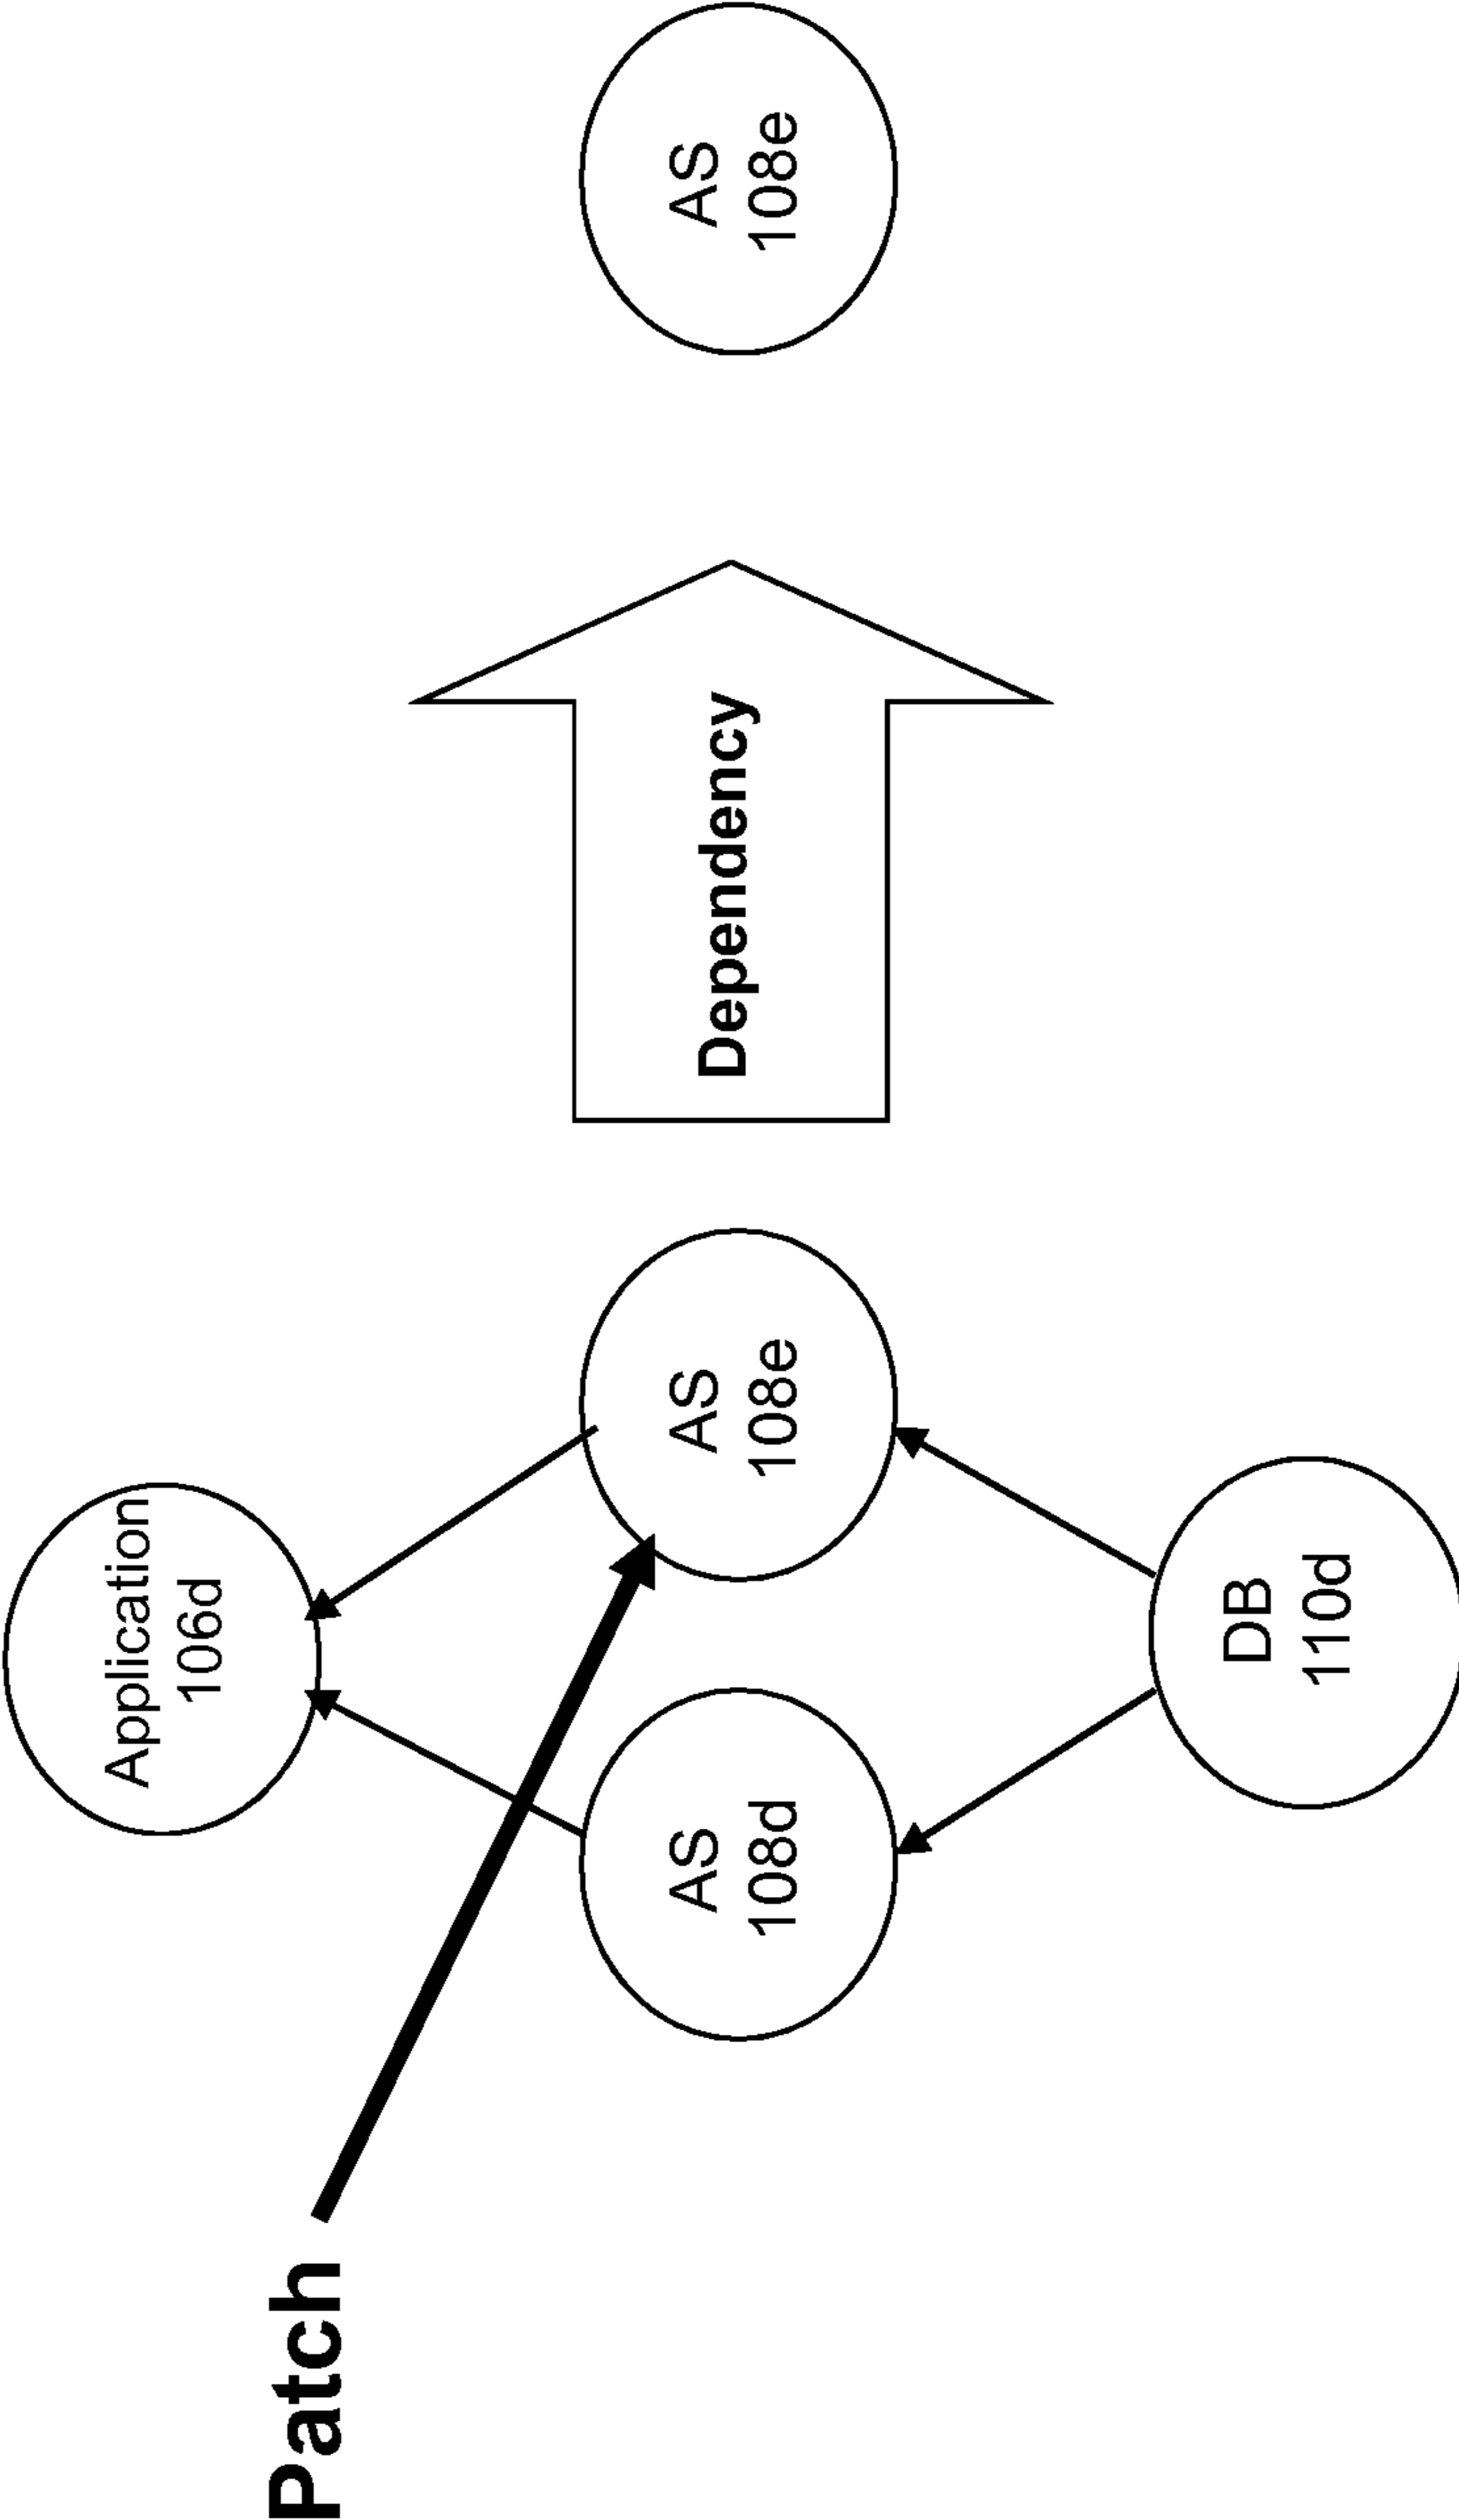 Patch
Application
106d
AS
108d
AS
108e
DB
110d
Dependency
AS
108e